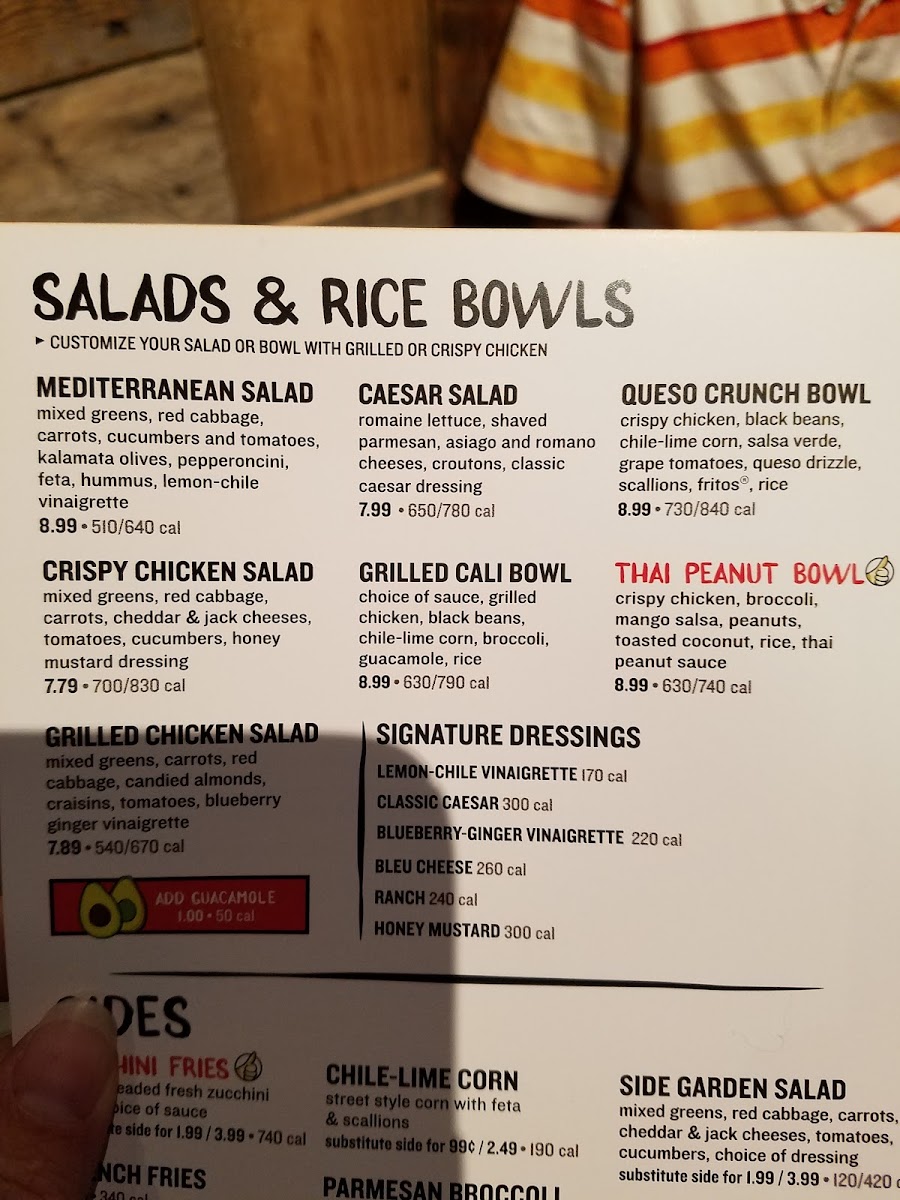 SALADS & RICE BOWLS
▸ CUSTOMIZE YOUR SALAD OR BOWL WITH GRILLED OR CRISPY CHICKEN
MEDITERRANEAN SALAD
mixed greens, red cabbage,
carrots, cucumbers and tomatoes,
kalamata olives, pepperoncini,
feta, hummus, lemon-chile
vinaigrette
8.99 • 510/640 cal
CAESAR SALAD
romaine lettuce, shaved
parmesan, asiago and romano
cheeses, croutons, classic
caesar dressing
7.99 • 650/780 cal
QUESO CRUNCH BOWL
crispy chicken, black beans,
chile-lime corn, salsa verde,
grape tomatoes, queso drizzle,
scallions, fritos®, rice
8.99 • 730/840 cal
CRISPY CHICKEN SALAD
mixed greens, red cabbage,
carrots, cheddar & jack cheeses,
tomatoes, cucumbers, honey
mustard dressing
7.79 • 700/830 cal
GRILLED CALI BOWL
choice of sauce, grilled
chicken, black beans,
chile-lime corn, broccoli,
guacamole, rice
8.99 • 630/790 cal
THAI PEANUT BOWL
crispy chicken, broccoli,
mango salsa, peanuts,
toasted coconut, rice, thai
peanut sauce
8.99 • 630/740 cal
GRILLED CHICKEN SALAD
mixed greens, carrots, red
cabbage, candied almonds,
craisins, tomatoes, blueberry
ginger vinaigrette
7.89 • 540/670 cal
ADD GUACAMOLE
1.00 • 50 cal
SIGNATURE DRESSINGS
LEMON-CHILE VINAIGRETTE 170 cal
CLASSIC CAESAR 300 cal
BLUEBERRY-GINGER VINAIGRETTE 220 cal
BLEU CHEESE 260 cal
RANCH 240 cal
HONEY MUSTARD 300 cal
DES
HINI FRIES
eaded fresh zucchini
oice of sauce
te side for 1.99 / 3.99 • 740 cal
NCH FRIES
340 cal
CHILE-LIME CORN
street style corn with feta
& scallions
substitute side for 99¢ / 2.49 • 190 cal
PARMESAN BROCCOLI
SIDE GARDEN SALAD
mixed greens, red cabbage, carrots,
cheddar & jack cheeses, tomatoes,
cucumbers, choice of dressing
substitute side for 1.99 / 3.99 • 120/420 c